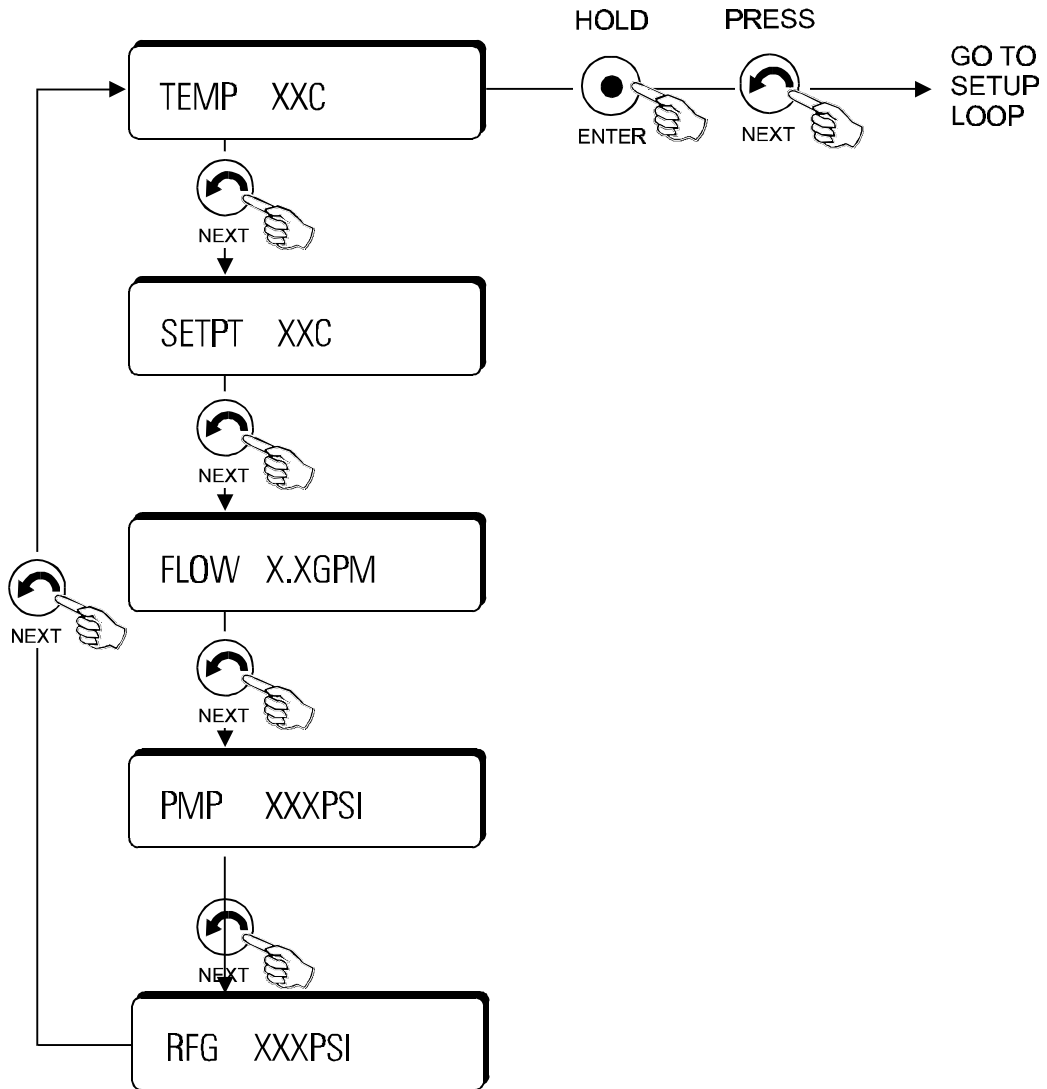 HOLD PRESS
TEMP XXC
GO TO
SETUP
LOOP
ENTER NEXT
NEXT
SETPT XXC
NEXT
FLOW X.XGPM
NEXT
NEXT
PMP XXXPSI
NEXT
RFG XXXPSI